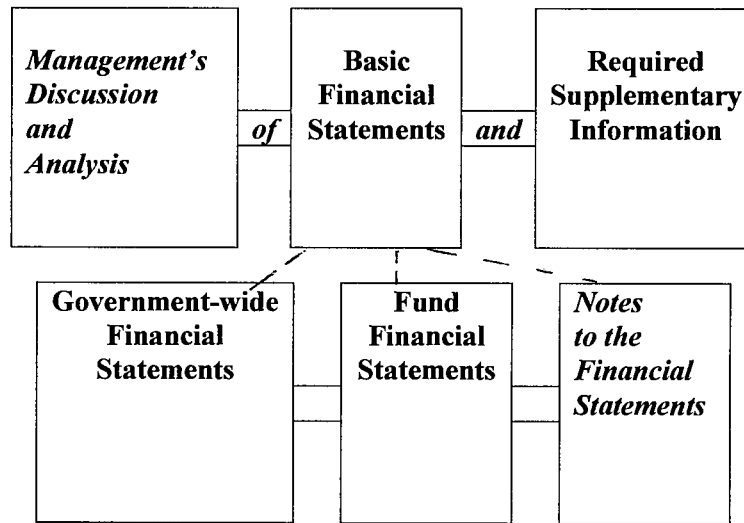 Management's
Discussion
and
Analysis
of
Basic
Financial
Statements
and
Required
Supplementary
Information
Government-wide
Financial
Statements
Fund
Financial
Statements
Notes
to the
Financial
Statements